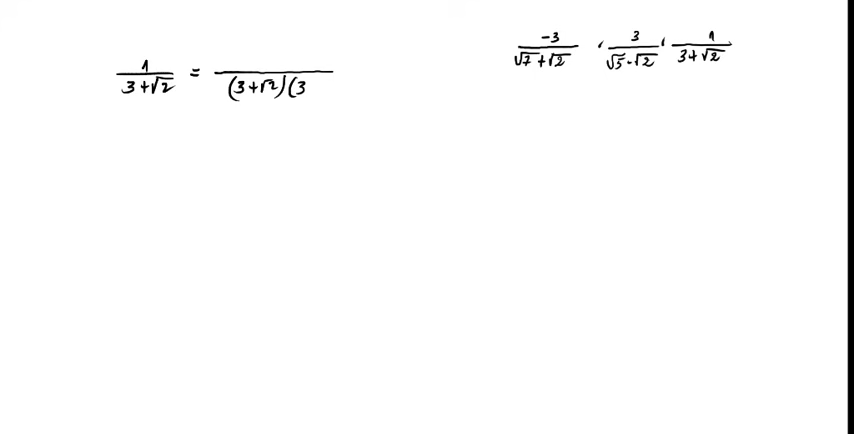 -3/(√7+√2) , 3/(√5-√2) , 1/(3+√2)
1/(3+√2) = /((3+√2)(3